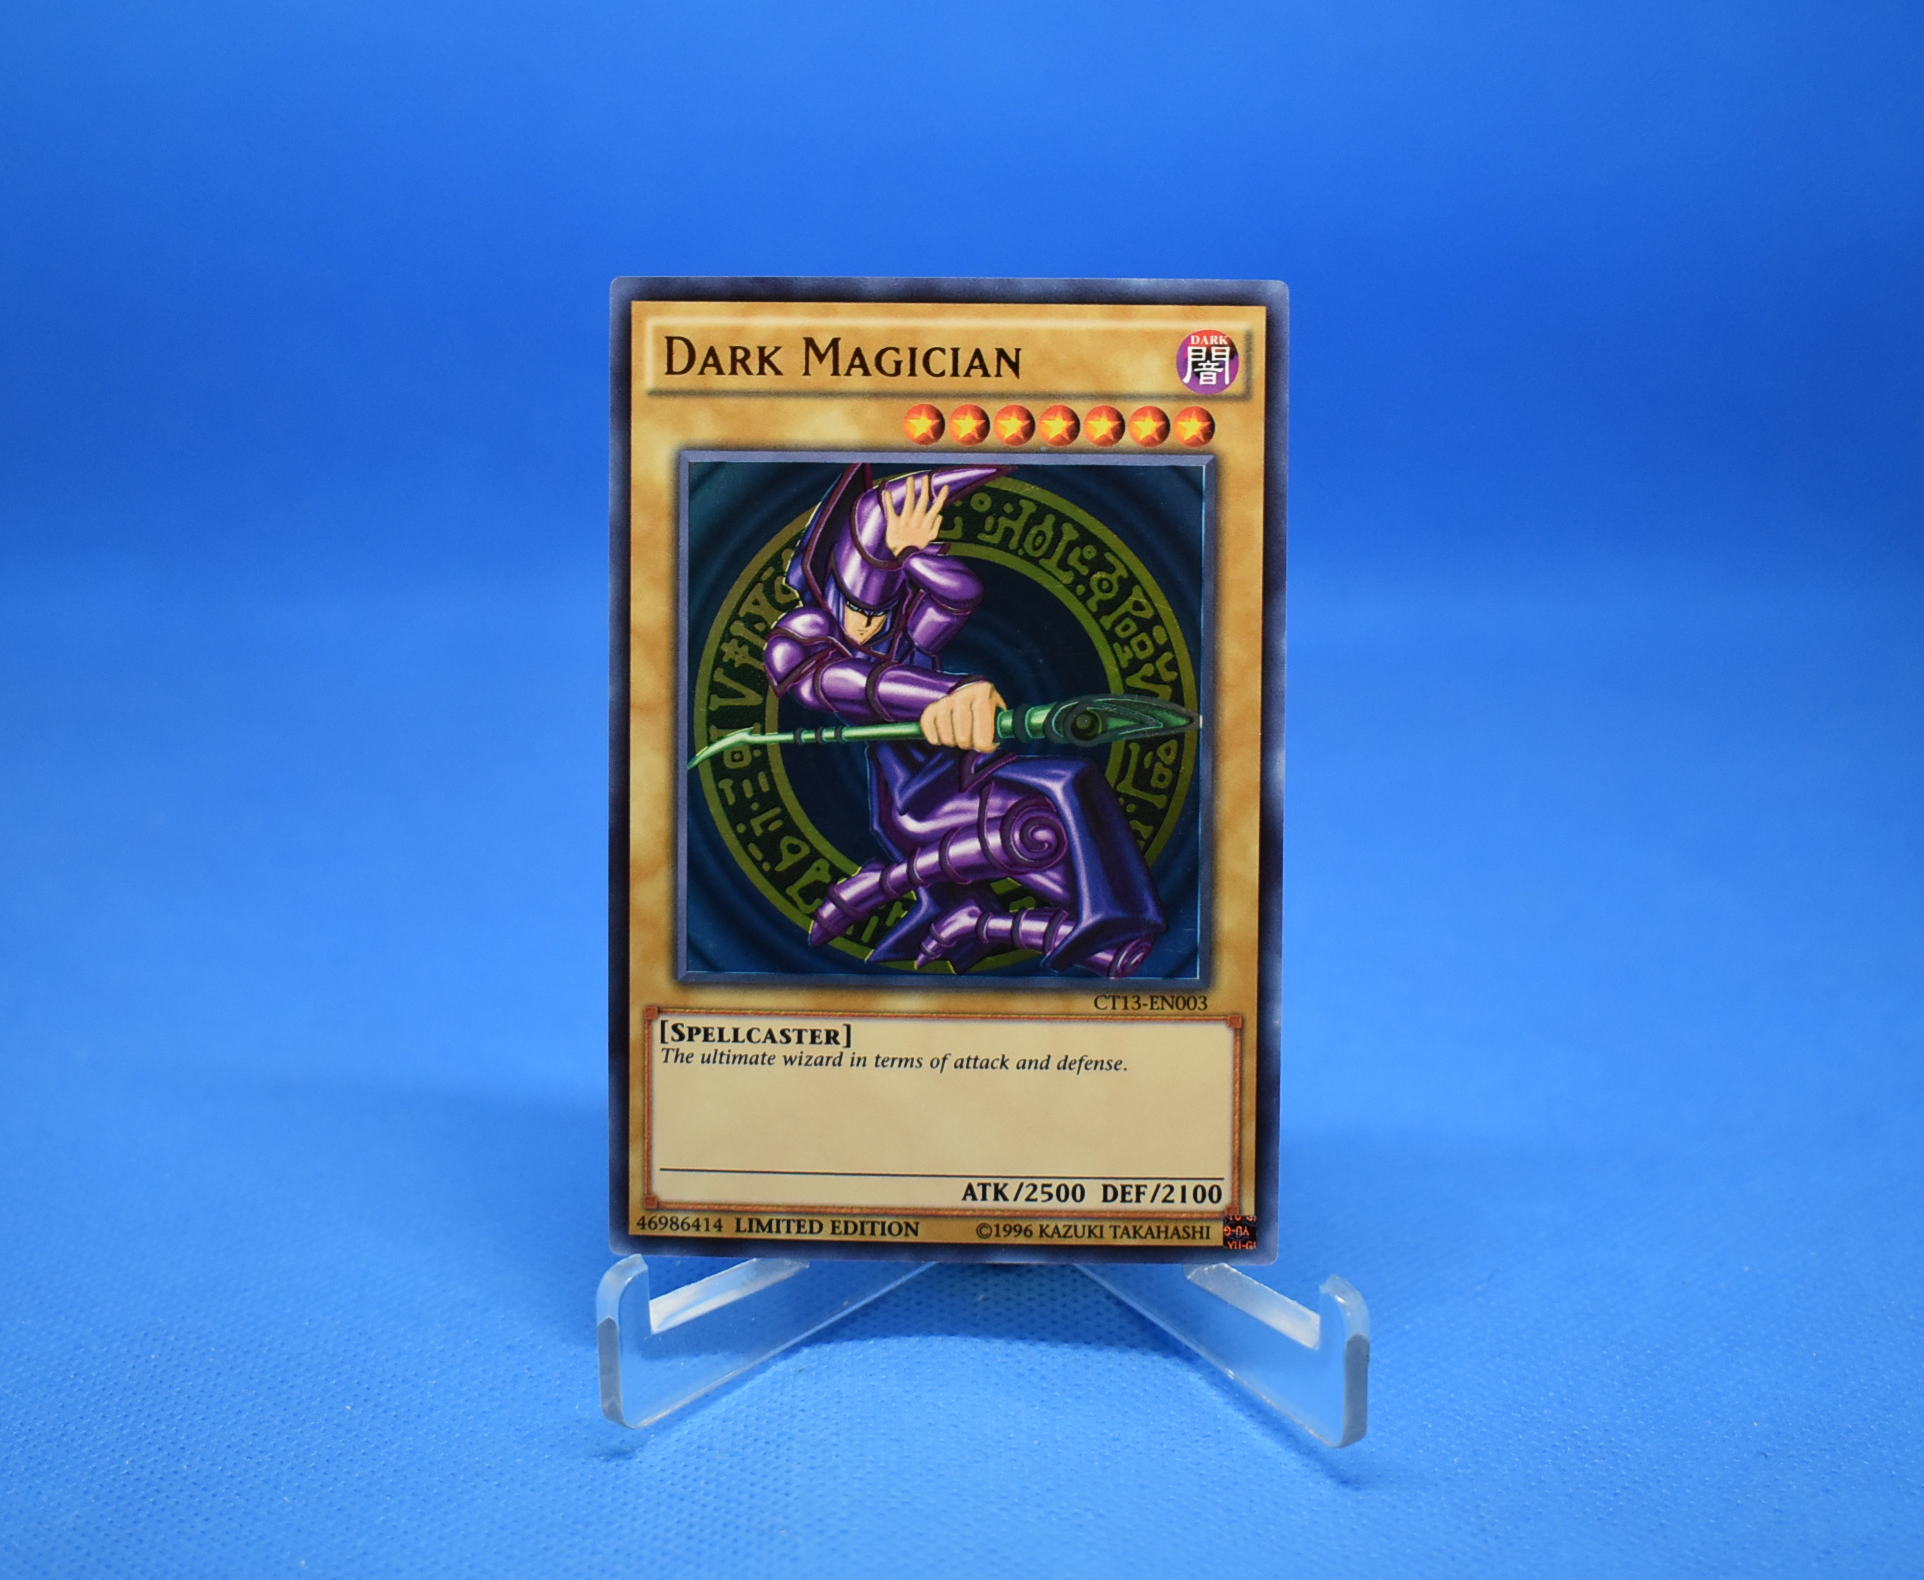 DARK MAGICIAN
DARK
闇
CT13-EN003
[SPELLCASTER]
The ultimate wizard in terms of attack and defense.
ATK/2500 DEF/2100
46986414 LIMITED EDITION ©1996 KAZUKI TAKAHASHI